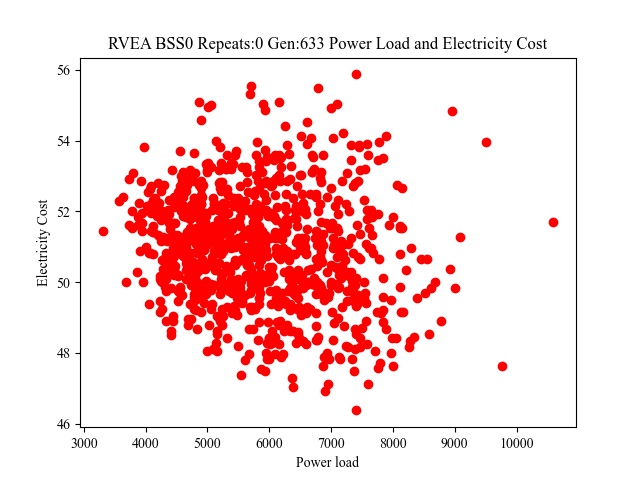 RVEA BSS0 Repeats:0 Gen:633 Power Load and Electricity Cost
56
54
52
50
48
46
Electricity Cost
3000 4000 5000 6000 7000 8000 9000 10000
Power load